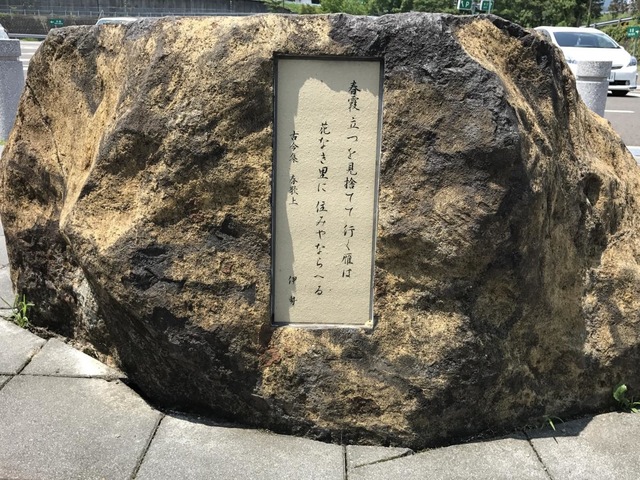 春霞 立つを見捨てて 行く雁は
花なき里に 住みやならへる
古今集 春歌上
伊勢